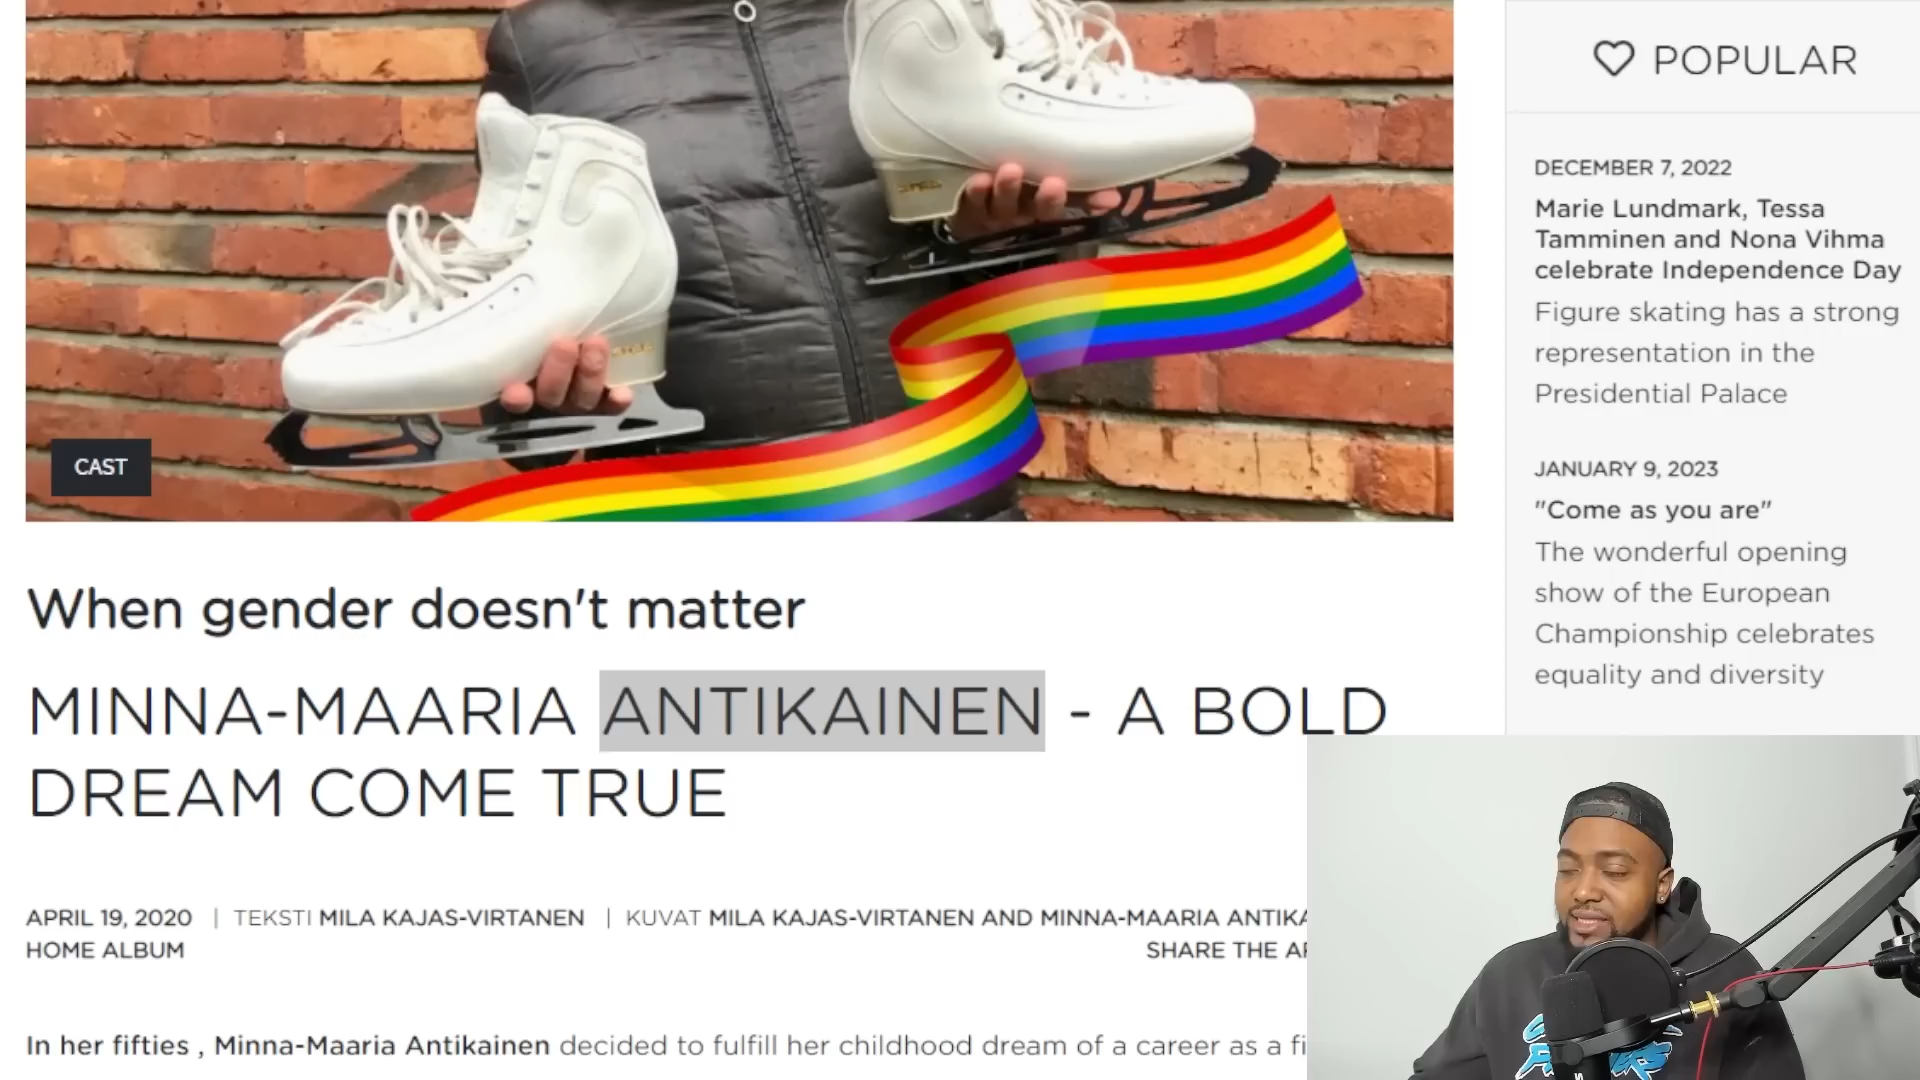 POPULAR
DECEMBER 7, 2022
Marie Lundmark, Tessa
Tamminen and Nona Vihma
celebrate Independence Day
Figure skating has a strong
representation in the
Presidential Palace
JANUARY 9, 2023
"Come as you are"
The wonderful opening
show of the European
Championship celebrates
equality and diversity
CAST
When gender doesn't matter
MINNA-MAARIA ANTIKAINEN - A BOLD
DREAM COME TRUE
APRIL 19, 2020 | TEKSTI MILA KAJAS-VIRTANEN | KUVAT MILA KAJAS-VIRTANEN AND MINNA-MAARIA
HOME ALBUM
SHARE THE
In her fifties , Minna-Maaria Antikainen decided to fulfill her childhood dream of a career as a